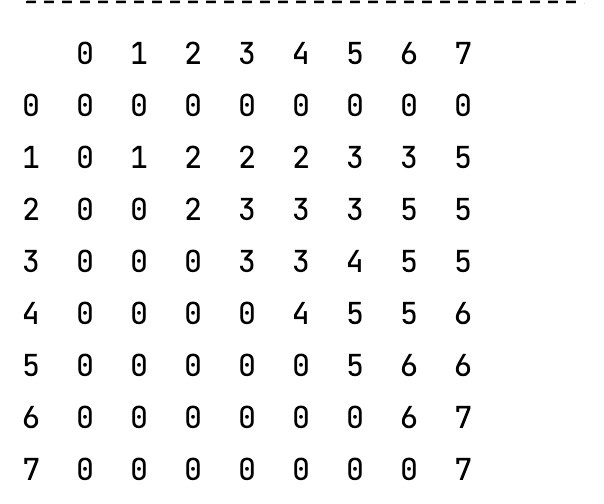 ------------------------------
0 1 2 3 4 5 6 7
0 0 0 0 0 0 0 0 0
1 0 1 2 2 2 3 3 5
2 0 0 2 3 3 3 5 5
3 0 0 0 3 3 4 5 5
4 0 0 0 0 4 5 5 6
5 0 0 0 0 0 5 6 6
6 0 0 0 0 0 0 6 7
7 0 0 0 0 0 0 0 7